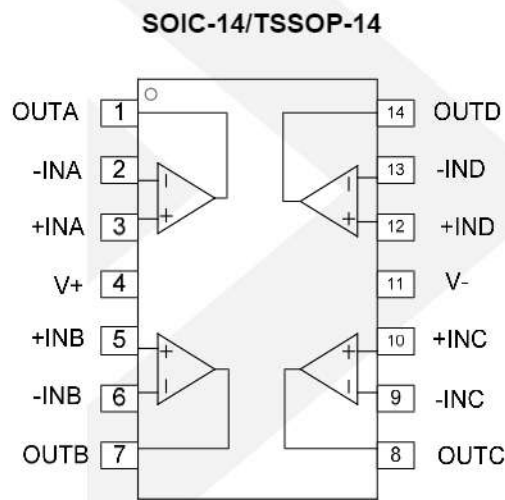 SOIC-14/TSSOP-14
OUTA 1 14 OUTD
-INA 2 - - 13 -IND
+INA 3 + + 12 +IND
V+ 4 11 V-
+INB 5 + + 10 +INC
-INB 6 - - 9 -INC
OUTB 7 8 OUTC